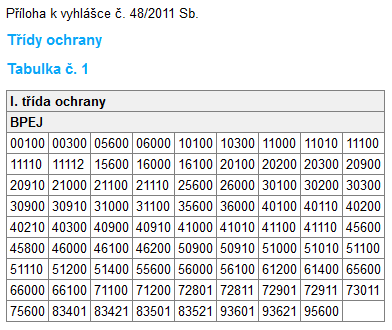 Příloha k vyhlášce č. 48/2011 Sb.
Třídy ochrany
Tabulka č. 1
I. třída ochrany
BPEJ
00100 00300 05600 06000 10100 10300 11000 11010 11100
11110 11112 15600 16000 16100 20100 20200 20300 20900
20910 21000 21100 21110 25600 26000 30100 30200 30300
30900 30910 31000 31100 35600 36000 40100 40110 40200
40210 40300 40900 40910 41000 41010 41100 41110 45600
45800 46000 46100 46200 50900 50910 51000 51010 51100
51110 51200 51400 55600 56000 56100 61200 61400 65600
66000 66100 71100 71200 72801 72811 72901 72911 73011
75600 83401 83421 83501 83521 93601 93621 95600